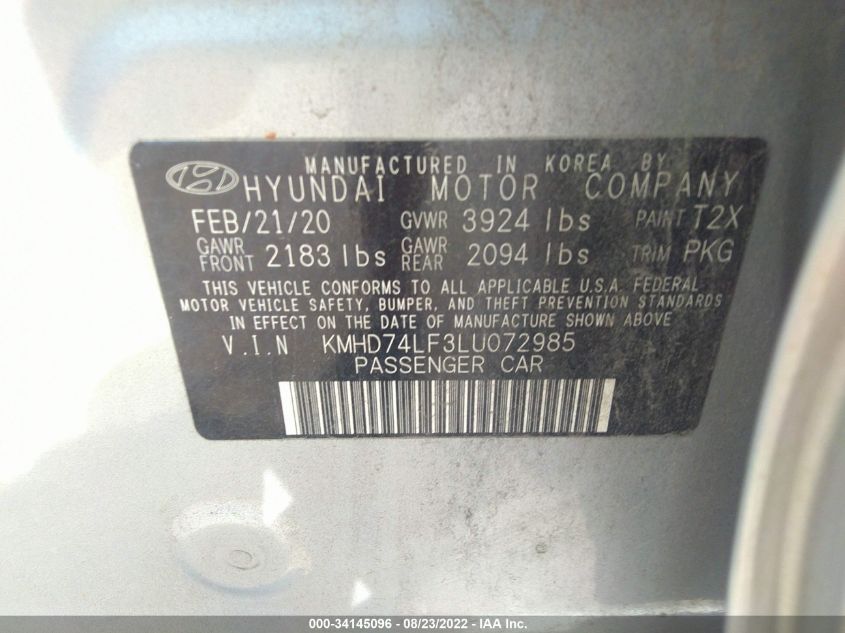 MANUFACTURED IN KOREA BY
HYUNDAI MOTOR COMPANY
FEB/21/20 GVWR 3924 lbs PAINT T2X
GAWR FRONT 2183 lbs GAWR REAR 2094 lbs TRIM PKG
THIS VEHICLE CONFORMS TO ALL APPLICABLE U.S.A. FEDERAL
MOTOR VEHICLE SAFETY, BUMPER, AND THEFT PREVENTION STANDARDS
IN EFFECT ON THE DATE OF MANUFACTURE SHOWN ABOVE
V.I.N KMHD74LF3LU072985
PASSENGER CAR
000-34145096 - 08/23/2022 - IAA Inc.